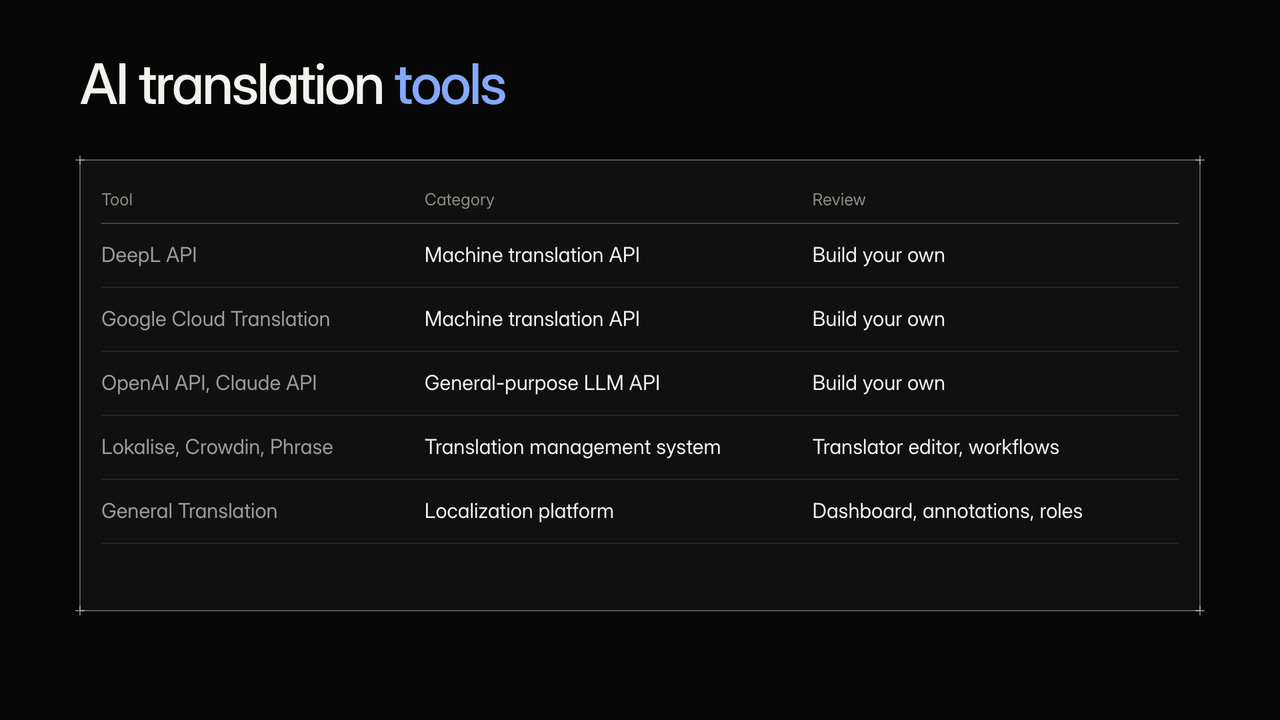 AI translation tools
Tool Category Review
DeepL API Machine translation API Build your own
Google Cloud Translation Machine translation API Build your own
OpenAI API, Claude API General-purpose LLM API Build your own
Lokalise, Crowdin, Phrase Translation management system Translator editor, workflows
General Translation Localization platform Dashboard, annotations, roles